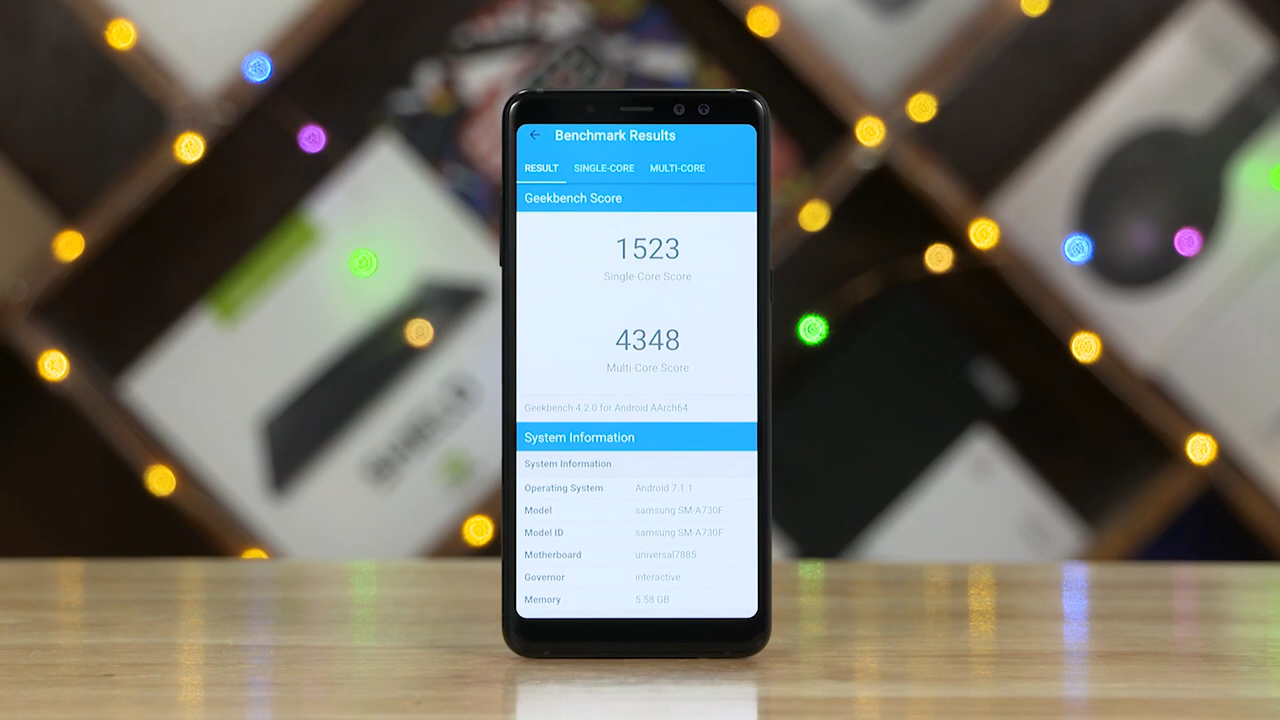 Benchmark Results
RESULT SINGLE-CORE MULTI-CORE
Geekbench Score
1523
Single-Core Score
4348
Multi-Core Score
Geekbench 4.2.0 for Android AArch64
System Information
System Information
Operating System Android 7.1.1
Model samsung SM-A730F
Model ID samsung SM-A730F
Motherboard universal7885
Governor interactive
Memory 5.58 GB
SHIELD